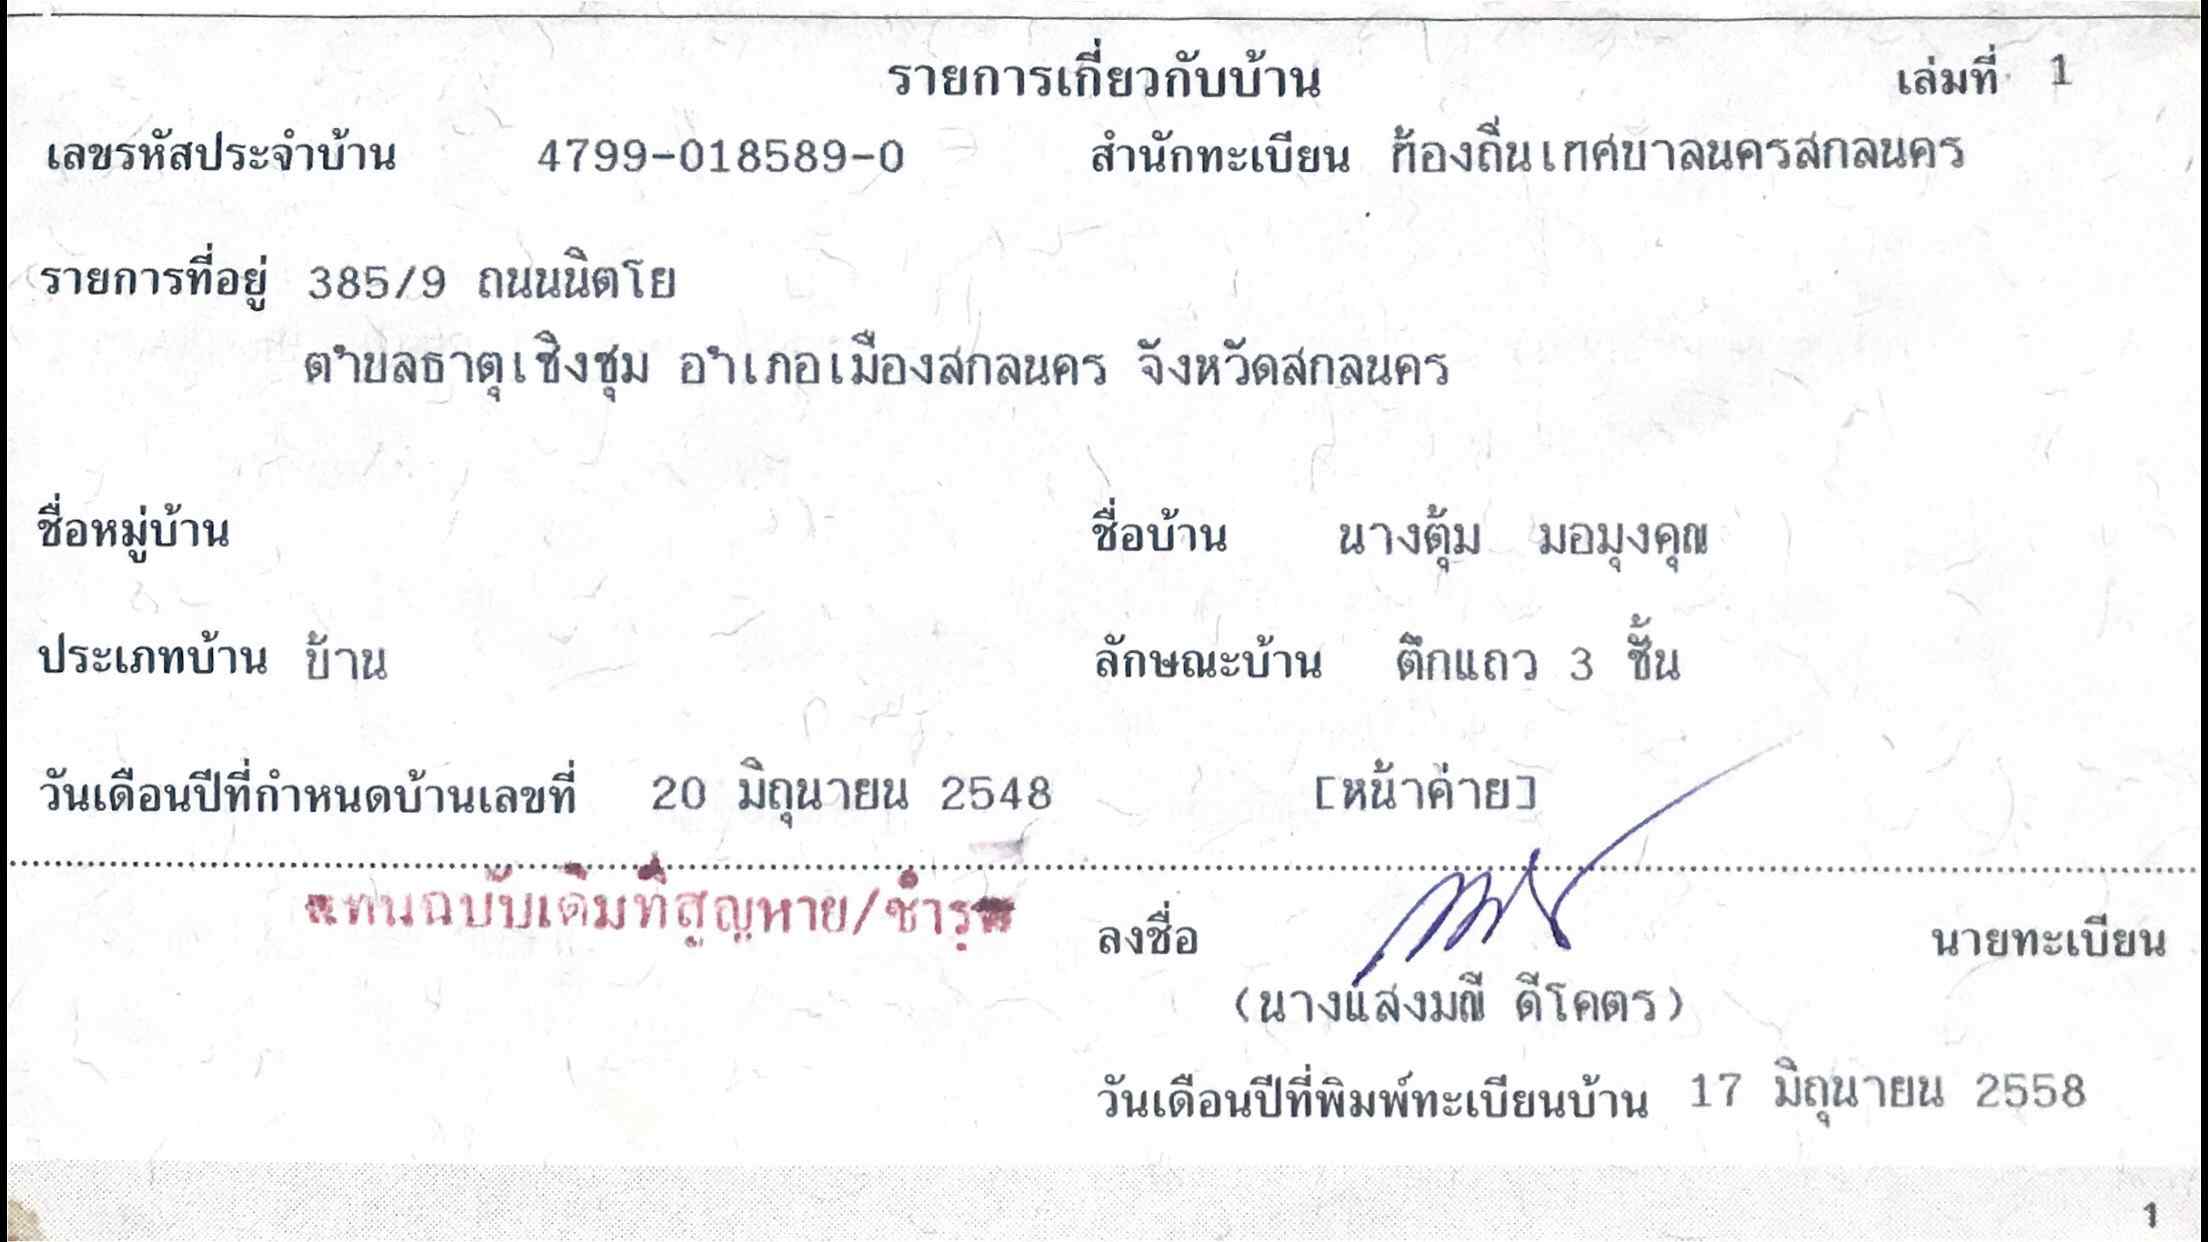 รายการเกี่ยวกับบ้าน เล่มที่ 1
เลขรหัสประจำบ้าน 4799-018589-0 สำนักทะเบียน ท้องถิ่นเทศบาลนครสกลนคร
รายการที่อยู่ 385/9 ถนนนิตโย
ตำบลธาตุเชิงชุม อำเภอเมืองสกลนคร จังหวัดสกลนคร
ชื่อหมู่บ้าน ชื่อบ้าน นางตุ้ม มอมุงคุณ
ประเภทบ้าน บ้าน ลักษณะบ้าน ตึกแถว 3 ชั้น
วันเดือนปีที่กำหนดบ้านเลขที่ 20 มิถุนายน 2548 [หน้าค่าย]
แทนฉบับเดิมที่สูญหาย/ชำรุด
ลงชื่อ นายทะเบียน
(นางแสงมณี ดีโคตร)
วันเดือนปีที่พิมพ์ทะเบียนบ้าน 17 มิถุนายน 2558
1